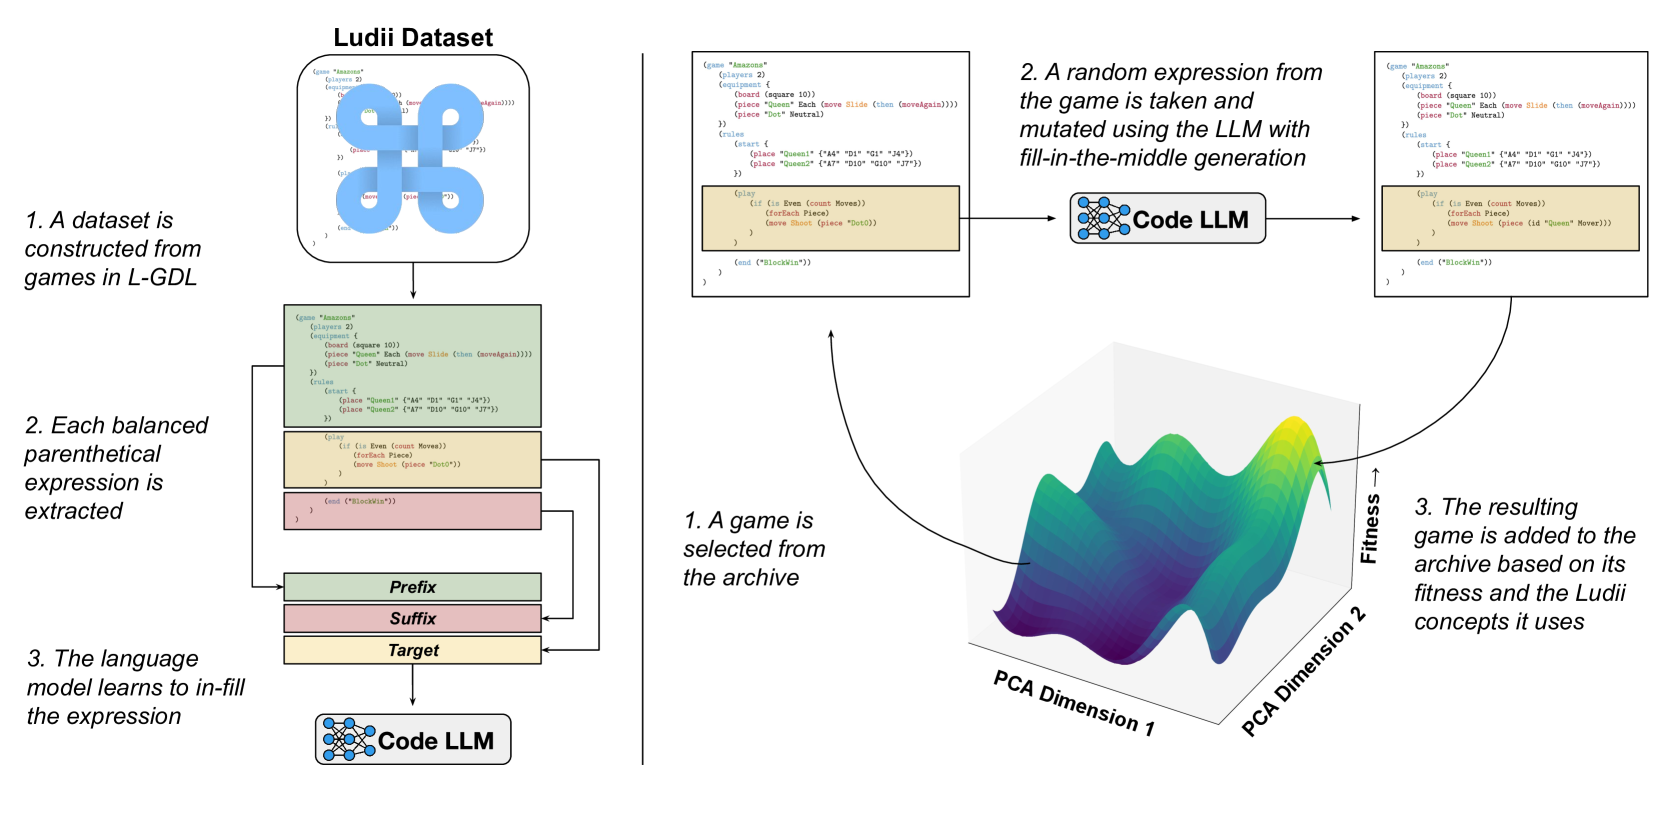 Ludii Dataset
(game "Amazons"
(players 2)
1. A dataset is
constructed from
games in L-GDL
(game "Amazons"
(players 2)
(equipment {
(board (square 10))
(piece "Queen" Each (move Slide (then (moveAgain))))
(piece "Dot" Neutral)
})
(rules
(start {
(place "Queen1" {"A4" "D1" "G1" "J4"})
(place "Queen2" {"A7" "D10" "G10" "J7"})
})
(play
(if (is Even (count Moves))
(forEach Piece)
(move Shoot (piece "Dot0"))
)
)
(end ("BlockWin"))
)
)
2. Each balanced
parenthetical
expression is
extracted
Prefix
Suffix
Target
3. The language
model learns to in-fill
the expression
Code LLM
(game "Amazons"
(players 2)
(equipment {
(board (square 10))
(piece "Queen" Each (move Slide (then (moveAgain))))
(piece "Dot" Neutral)
})
(rules
(start {
(place "Queen1" {"A4" "D1" "G1" "J4"})
(place "Queen2" {"A7" "D10" "G10" "J7"})
})
(play
(if (is Even (count Moves))
(forEach Piece)
(move Shoot (piece "Dot0"))
)
)
(end ("BlockWin"))
)
)
2. A random expression from
the game is taken and
mutated using the LLM with
fill-in-the-middle generation
Code LLM
(game "Amazons"
(players 2)
(equipment {
(board (square 10))
(piece "Queen" Each (move Slide (then (moveAgain))))
(piece "Dot" Neutral)
})
(rules
(start {
(place "Queen1" {"A4" "D1" "G1" "J4"})
(place "Queen2" {"A7" "D10" "G10" "J7"})
})
(play
(if (is Even (count Moves))
(forEach Piece)
(move Shoot (piece (id "Queen" Mover)))
)
)
(end ("BlockWin"))
)
)
1. A game is
selected from
the archive
Fitness →
PCA Dimension 1
PCA Dimension 2
3. The resulting
game is added to the
archive based on its
fitness and the Ludii
concepts it uses